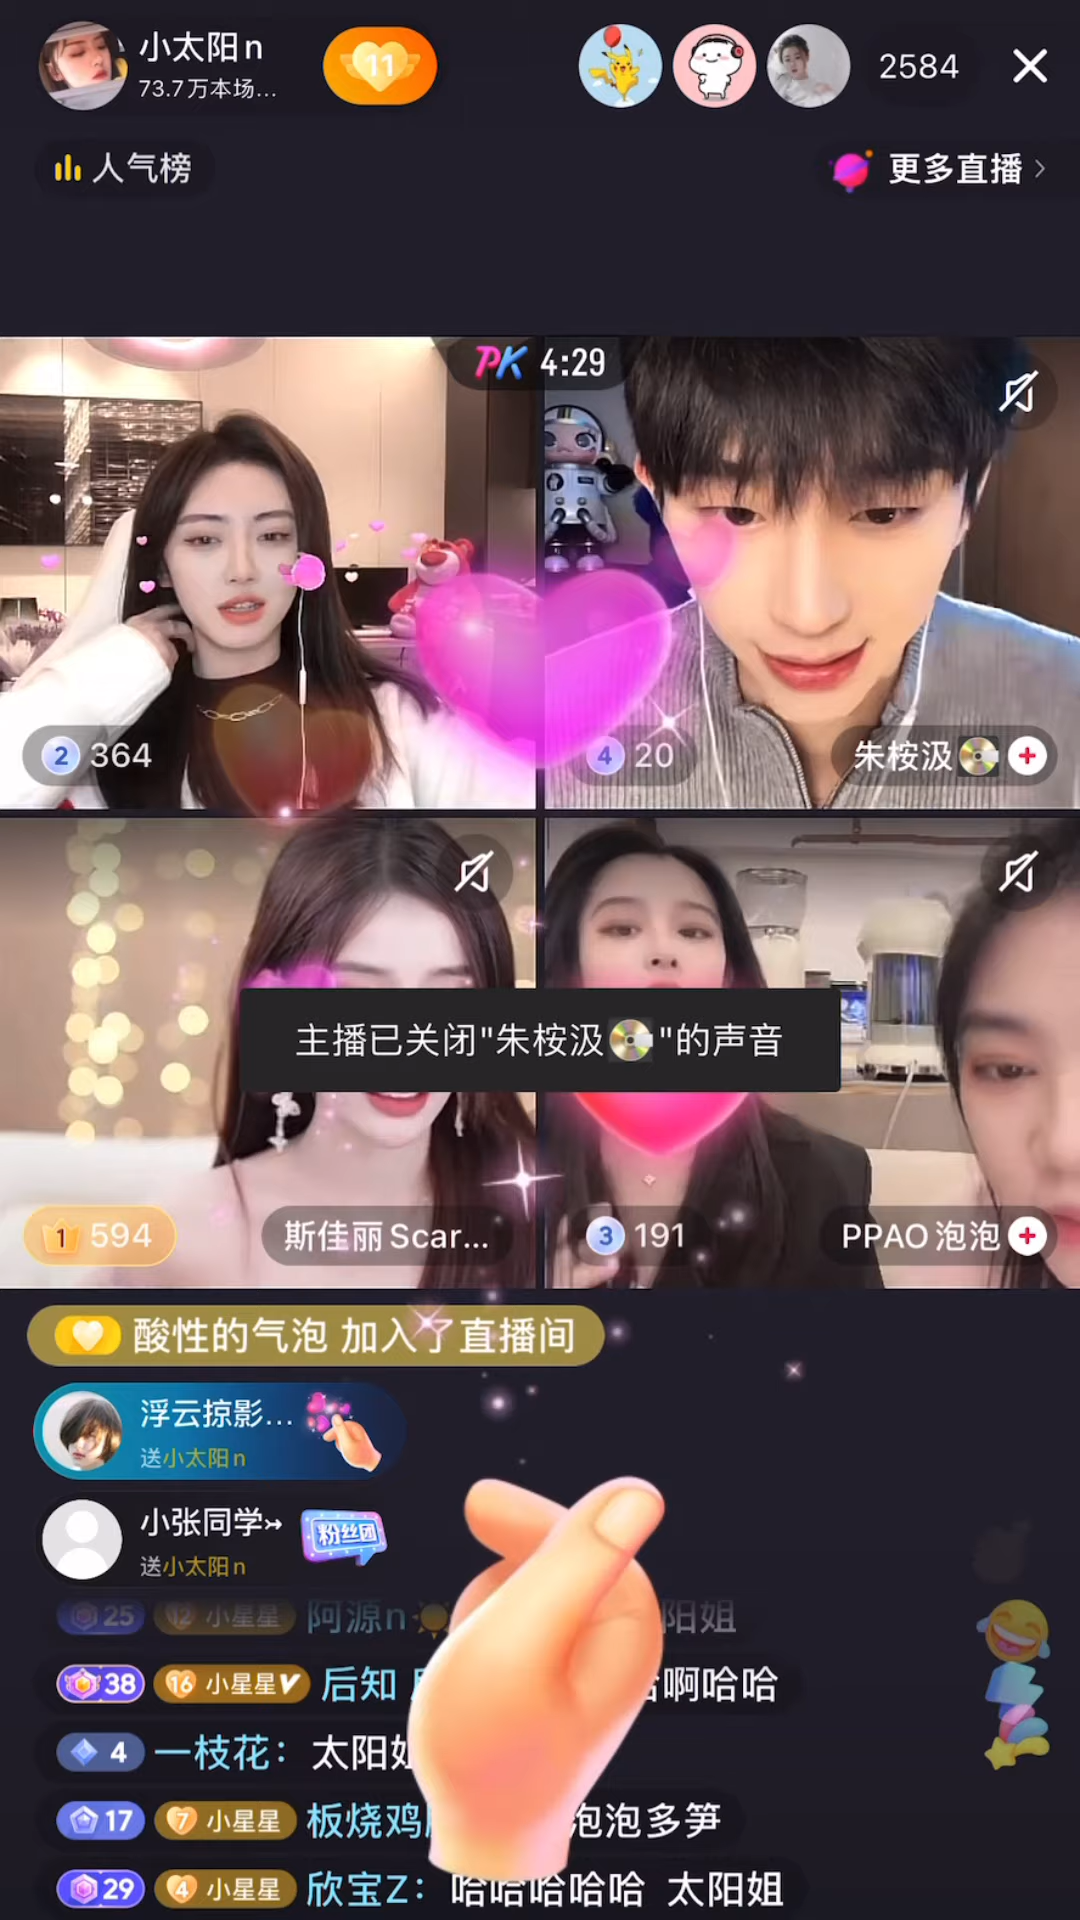 小太阳n
73.7万本场...
11
2584
人气榜
更多直播
PK 4:29
2 364
4 20
朱桉汲
主播已关闭"朱桉汲"的声音
1 594
斯佳丽Scar...
3 191
PPAO泡泡
酸性的气泡 加入了直播间
浮云掠影...
送小太阳n
小张同学
粉丝团
送小太阳n
25 12 小星星 阿源n 阳姐
38 16 小星星 后知 啊哈哈
4 一枝花: 太阳
17 7 小星星 板烧鸡 泡泡多笋
29 4 小星星 欣宝Z: 哈哈哈哈哈 太阳姐